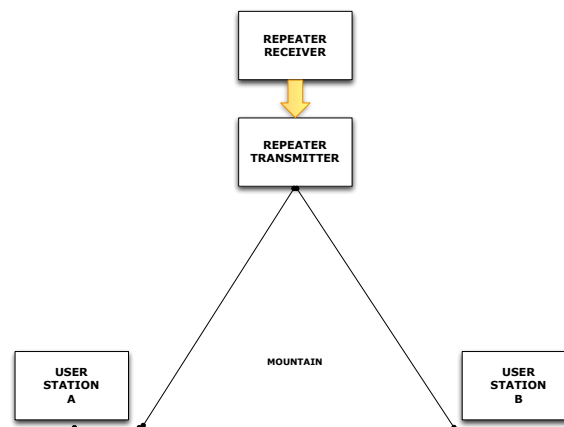 REPEATER
RECEIVER
REPEATER
TRANSMITTER
MOUNTAIN
USER
STATION
A
USER
STATION
B